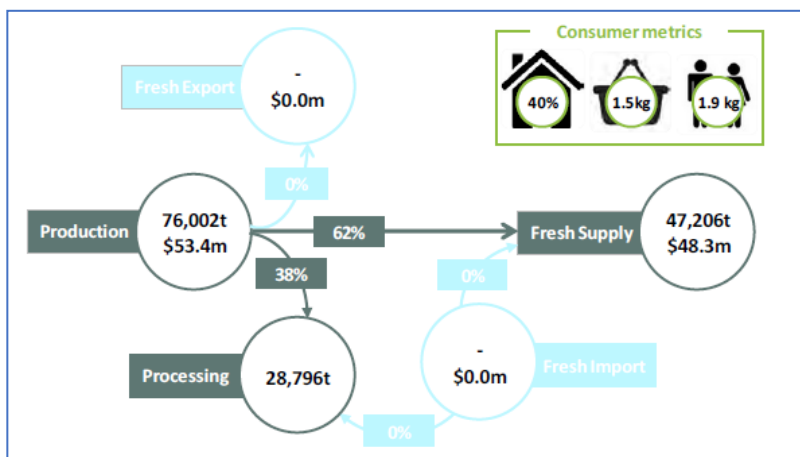 Consumer metrics
40%
1.5kg
1.9 kg
Fresh Export
-
$0.0m
0%
Production
76,002t
$53.4m
62%
Fresh Supply
47,206t
$48.3m
38%
0%
Processing
28,796t
-
$0.0m
Fresh Import
0%